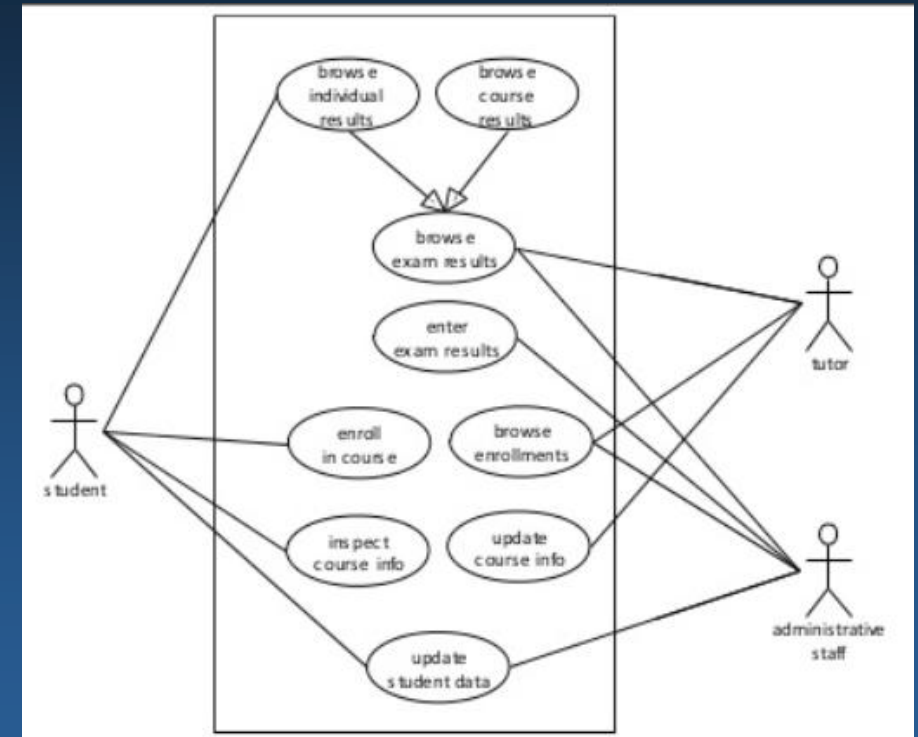 browse
individual
results
browse
course
results
browse
exam results
enter
exam results
tutor
enroll
in course
browse
enrollments
student
inspect
course info
update
course info
administrative
staff
update
student data